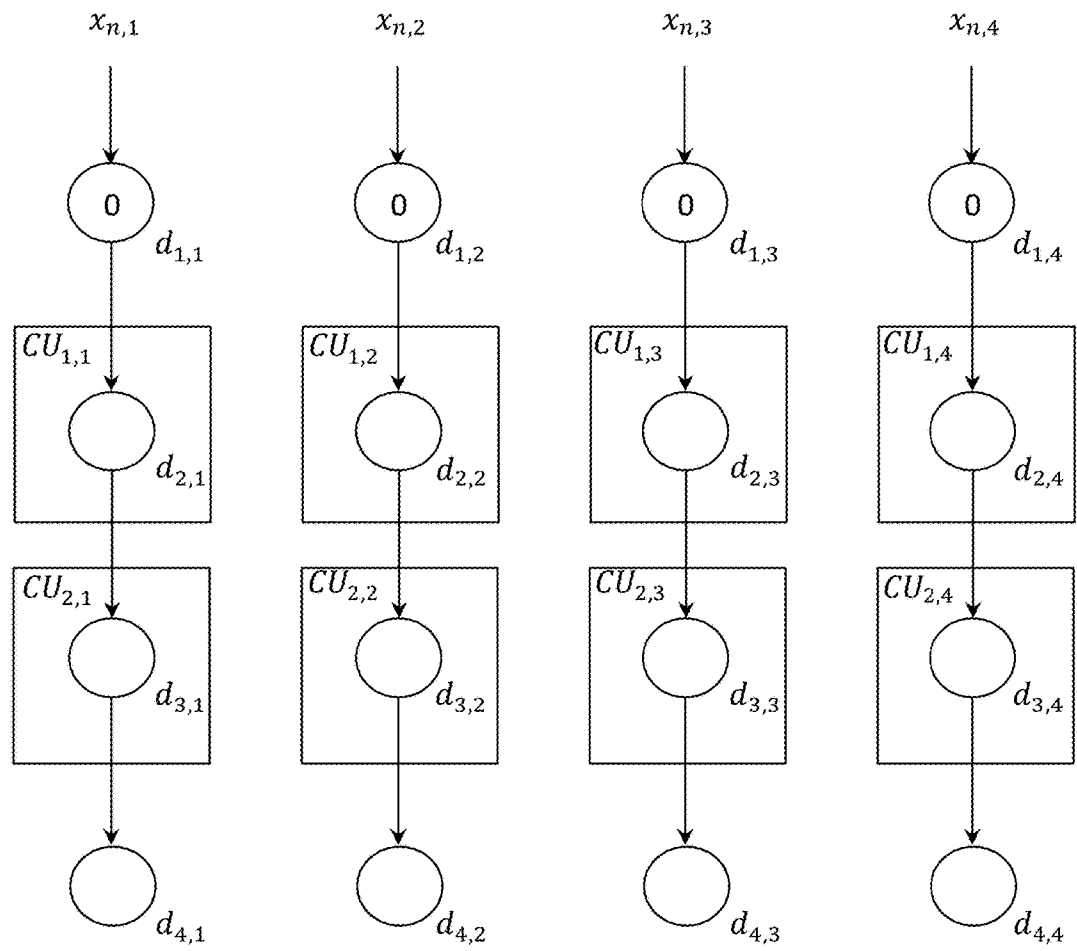 x_{n,1} x_{n,2} x_{n,3} x_{n,4}
0 0 0 0
d_{1,1} d_{1,2} d_{1,3} d_{1,4}
CU_{1,1} CU_{1,2} CU_{1,3} CU_{1,4}
d_{2,1} d_{2,2} d_{2,3} d_{2,4}
CU_{2,1} CU_{2,2} CU_{2,3} CU_{2,4}
d_{3,1} d_{3,2} d_{3,3} d_{3,4}
d_{4,1} d_{4,2} d_{4,3} d_{4,4}